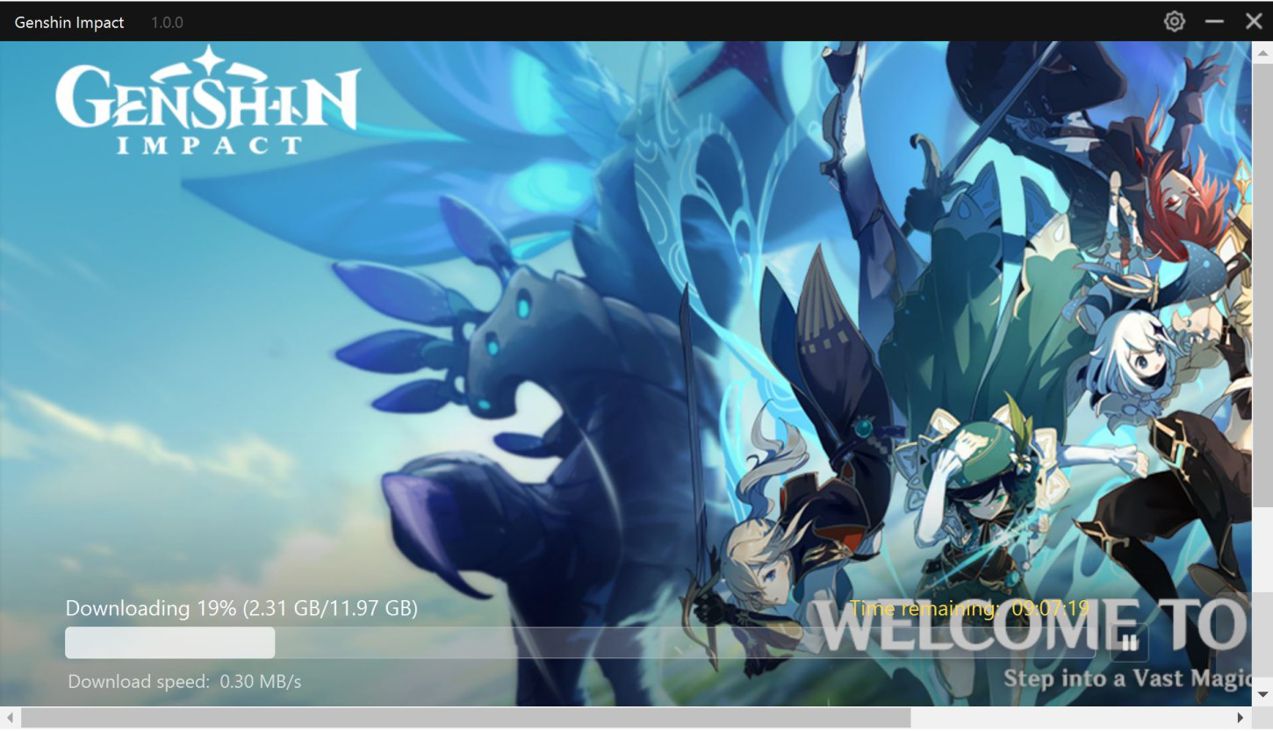 Genshin Impact 1.0.0
GENSHIN
IMPACT
Downloading 19% (2.31 GB/11.97 GB)
Time remaining: 09:07:19
WELCOME TO
Download speed: 0.30 MB/s
Step into a Vast Magic